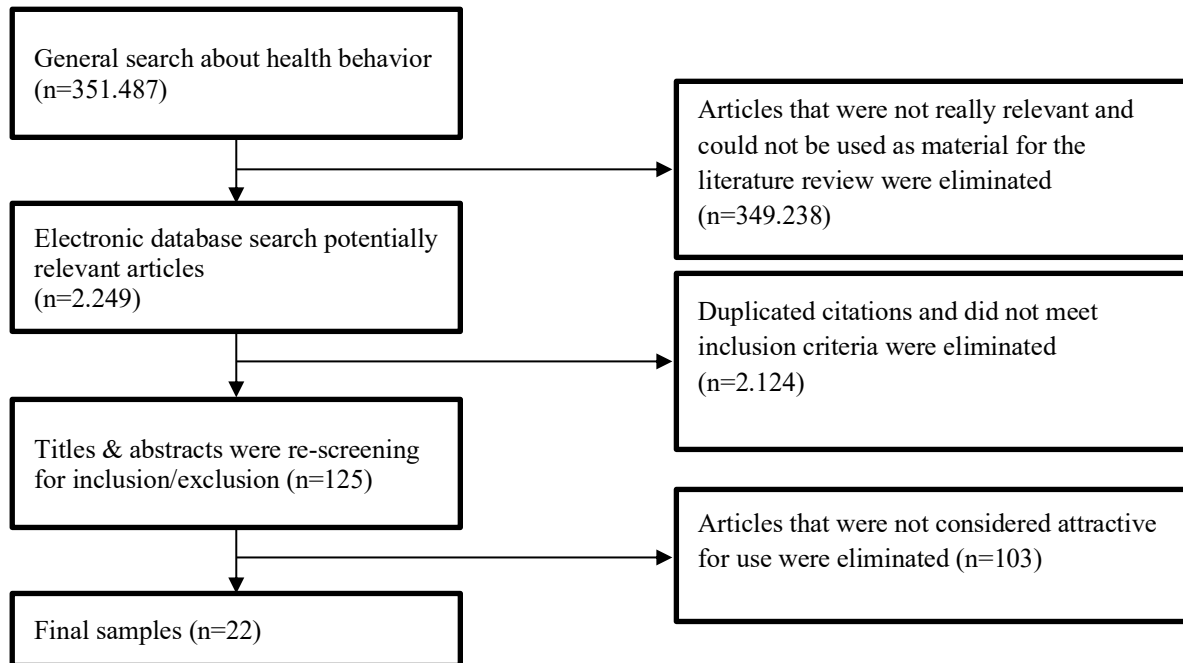 General search about health behavior
(n=351.487)
Articles that were not really relevant and
could not be used as material for the
literature review were eliminated
(n=349.238)
Electronic database search potentially
relevant articles
(n=2.249)
Duplicated citations and did not meet
inclusion criteria were eliminated
(n=2.124)
Titles & abstracts were re-screening
for inclusion/exclusion (n=125)
Articles that were not considered attractive
for use were eliminated (n=103)
Final samples (n=22)